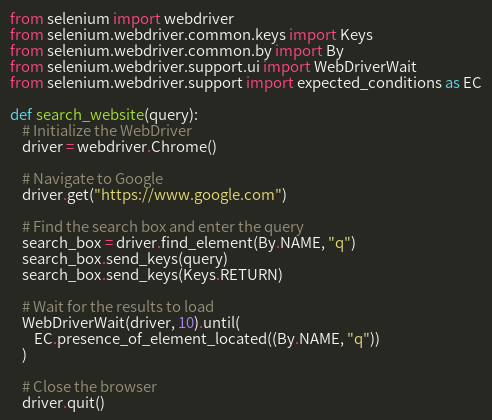 from selenium import webdriver
from selenium.webdriver.common.keys import Keys
from selenium.webdriver.common.by import By
from selenium.webdriver.support.ui import WebDriverWait
from selenium.webdriver.support import expected_conditions as EC

def search_website(query):
    # Initialize the WebDriver
    driver = webdriver.Chrome()

    # Navigate to Google
    driver.get("https://www.google.com")

    # Find the search box and enter the query
    search_box = driver.find_element(By.NAME, "q")
    search_box.send_keys(query)
    search_box.send_keys(Keys.RETURN)

    # Wait for the results to load
    WebDriverWait(driver, 10).until(
        EC.presence_of_element_located((By.NAME, "q"))
    )

    # Close the browser
    driver.quit()